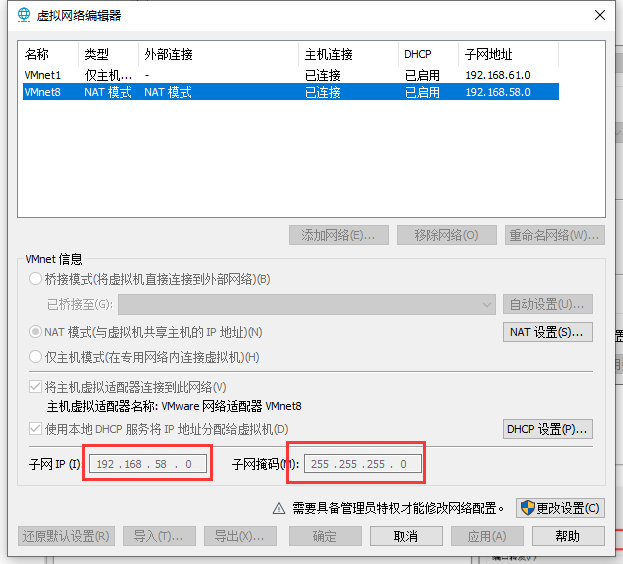 虚拟网络编辑器
名称 类型 外部连接 主机连接 DHCP 子网地址
VMnet1 仅主机... - 已连接 已启用 192.168.61.0
VMnet8 NAT 模式 NAT 模式 已连接 已启用 192.168.58.0
添加网络(E)... 移除网络(O) 重命名网络(W)...
VMnet 信息
桥接模式(将虚拟机直接连接到外部网络)(B)
已桥接至(G): 自动设置(U)...
NAT 模式(与虚拟机共享主机的 IP 地址)(N) NAT 设置(S)...
仅主机模式(在专用网络内连接虚拟机)(H)
将主机虚拟适配器连接到此网络(V)
主机虚拟适配器名称: VMware 网络适配器 VMnet8
使用本地 DHCP 服务将 IP 地址分配给虚拟机(D) DHCP 设置(P)...
子网 IP (I) 192 . 168 . 58 . 0 子网掩码(M): 255 . 255 . 255 . 0
需要具备管理员特权才能修改网络配置。 更改设置(C)
还原默认设置(R) 导入(T)... 导出(X)... 确定 取消 应用(A) 帮助